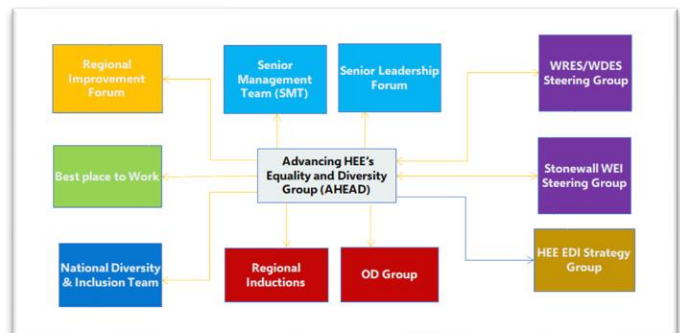 Regional
Improvement
Forum
Senior
Management
Team (SMT)
Senior Leadership
Forum
WRES/WDES
Steering Group
Best place to Work
Advancing HEE's
Equality and Diversity
Group (AHEAD)
Stonewall WEI
Steering Group
National Diversity
& Inclusion Team
Regional
Inductions
OD Group
HEE EDI Strategy
Group